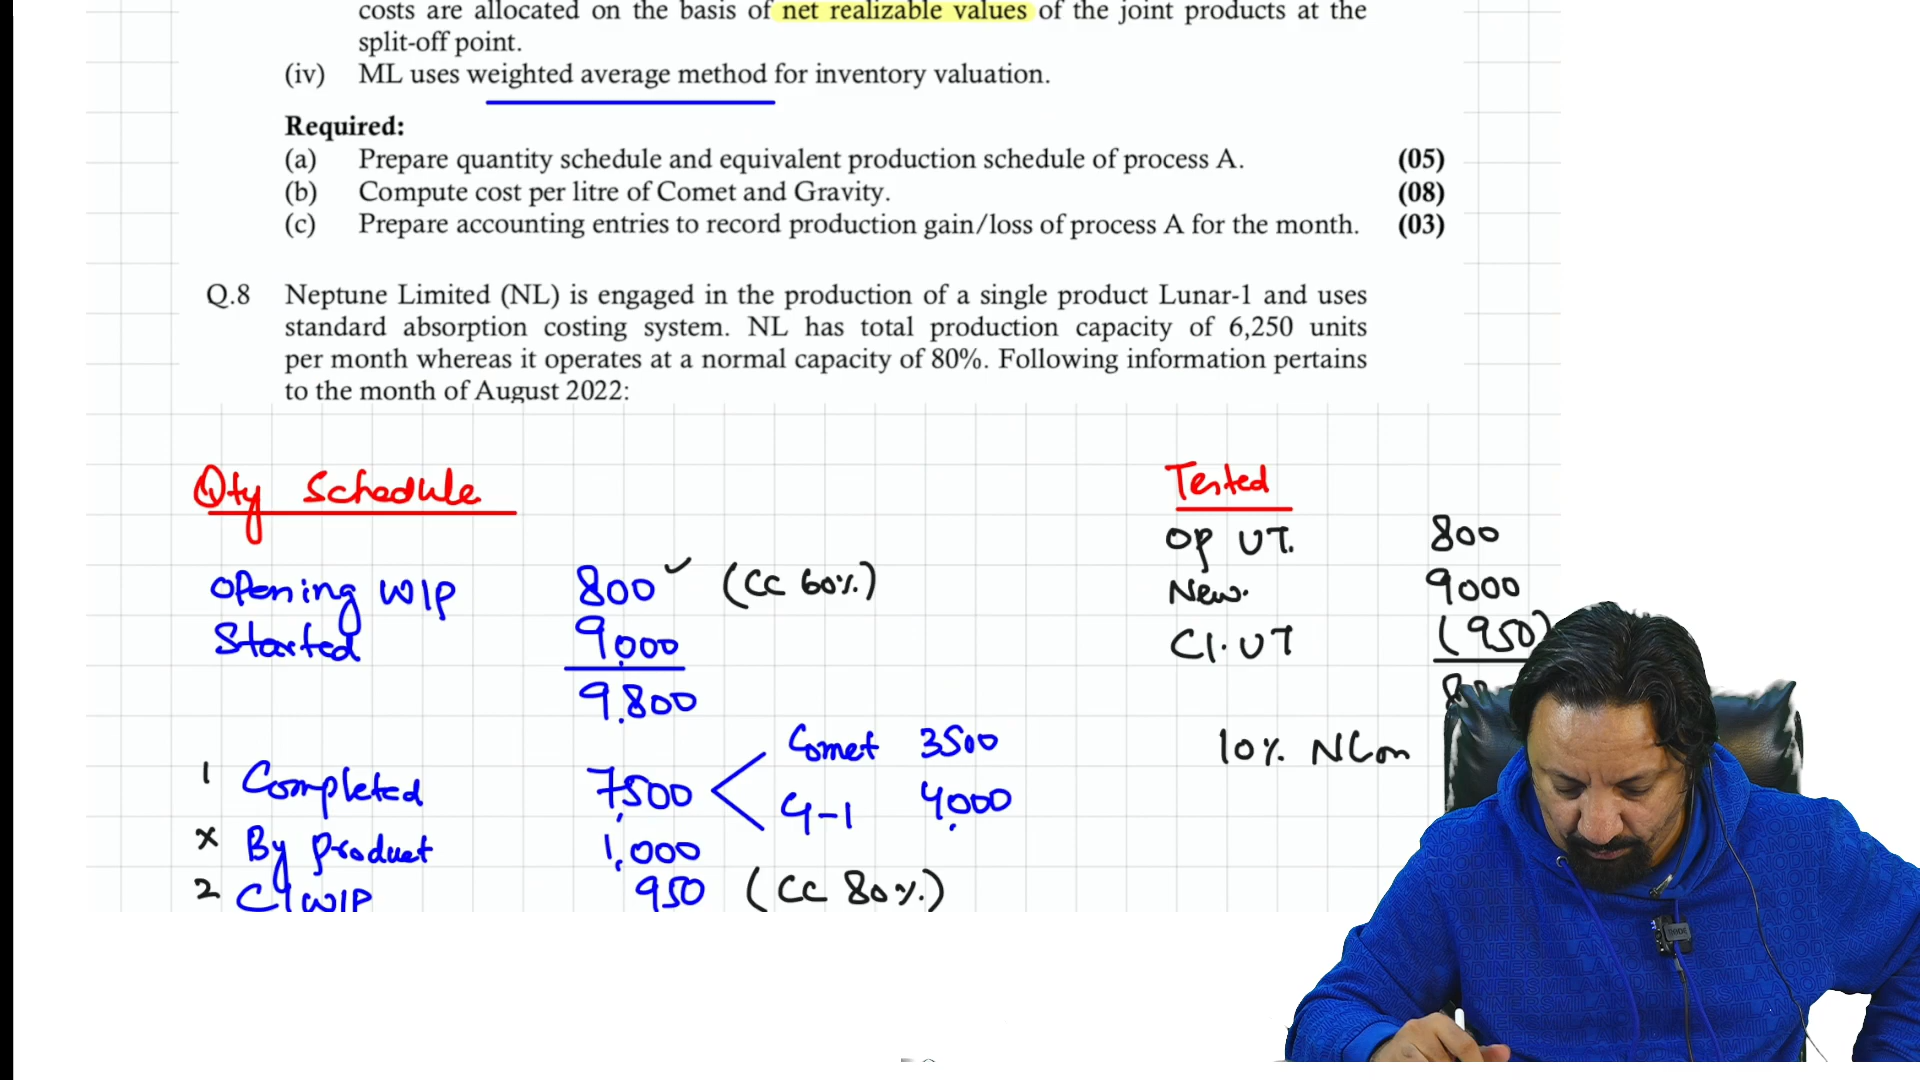 costs are allocated on the basis of net realizable values of the joint products at the
split-off point.
(iv) ML uses weighted average method for inventory valuation.
Required:
(a) Prepare quantity schedule and equivalent production schedule of process A. (05)
(b) Compute cost per litre of Comet and Gravity. (08)
(c) Prepare accounting entries to record production gain/loss of process A for the month. (03)
Q.8 Neptune Limited (NL) is engaged in the production of a single product Lunar-1 and uses
standard absorption costing system. NL has total production capacity of 6,250 units
per month whereas it operates at a normal capacity of 80%. Following information pertains
to the month of August 2022:
Qty Schedule
Opening WIP 800 (CC 60%)
Started 9,000
9,800
1 Completed 7,500
Comet 3500
G-1 4,000
x By Product 1,000
2 Cl WIP 950 (CC 80%)
Tested
Op UT. 800
New. 9000
Cl. UT (950)
10%